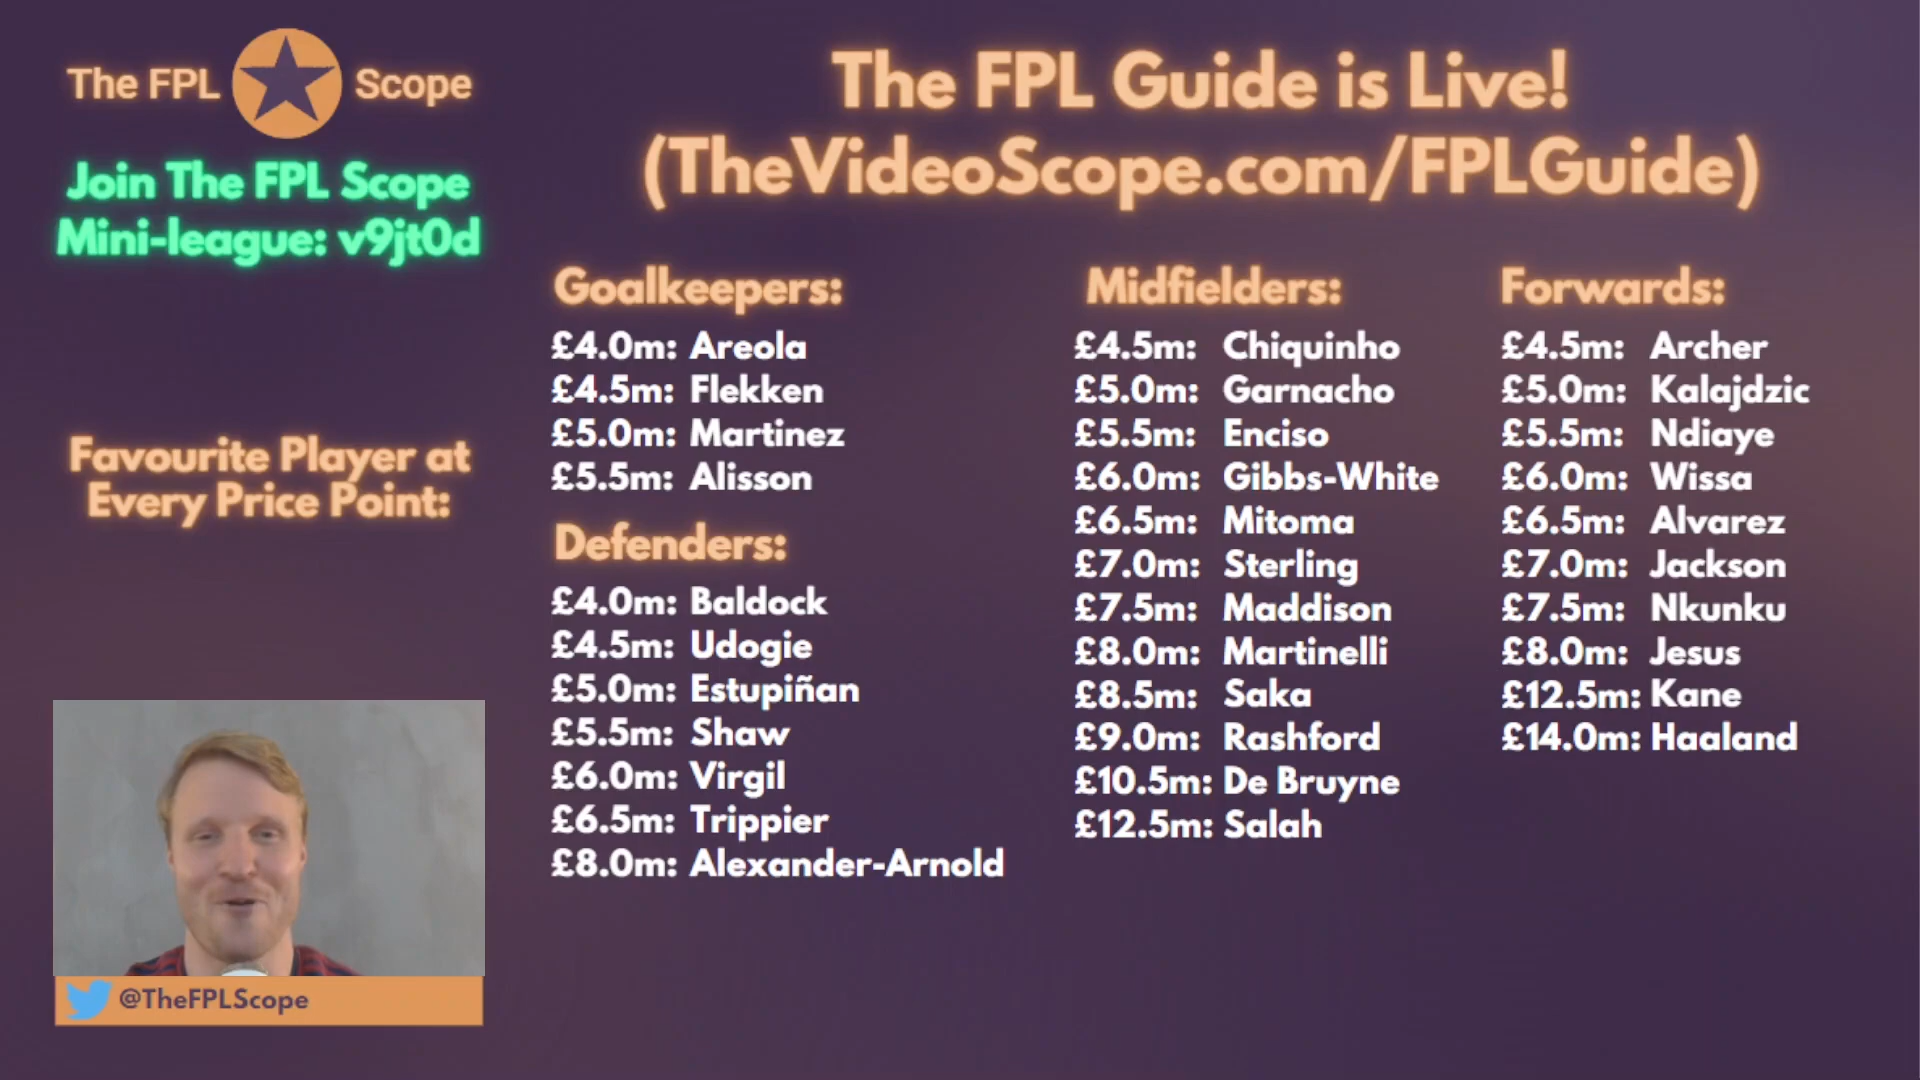 The FPL Scope
Join The FPL Scope
Mini-league: v9jt0d
Favourite Player at
Every Price Point:
@TheFPLScope
The FPL Guide is Live!
(TheVideoScope.com/FPLGuide)
Goalkeepers:
£4.0m: Areola
£4.5m: Flekken
£5.0m: Martinez
£5.5m: Alisson
Defenders:
£4.0m: Baldock
£4.5m: Udogie
£5.0m: Estupiñan
£5.5m: Shaw
£6.0m: Virgil
£6.5m: Trippier
£8.0m: Alexander-Arnold
Midfielders:
£4.5m: Chiquinho
£5.0m: Garnacho
£5.5m: Enciso
£6.0m: Gibbs-White
£6.5m: Mitoma
£7.0m: Sterling
£7.5m: Maddison
£8.0m: Martinelli
£8.5m: Saka
£9.0m: Rashford
£10.5m: De Bruyne
£12.5m: Salah
Forwards:
£4.5m: Archer
£5.0m: Kalajdzic
£5.5m: Ndiaye
£6.0m: Wissa
£6.5m: Alvarez
£7.0m: Jackson
£7.5m: Nkunku
£8.0m: Jesus
£12.5m: Kane
£14.0m: Haaland